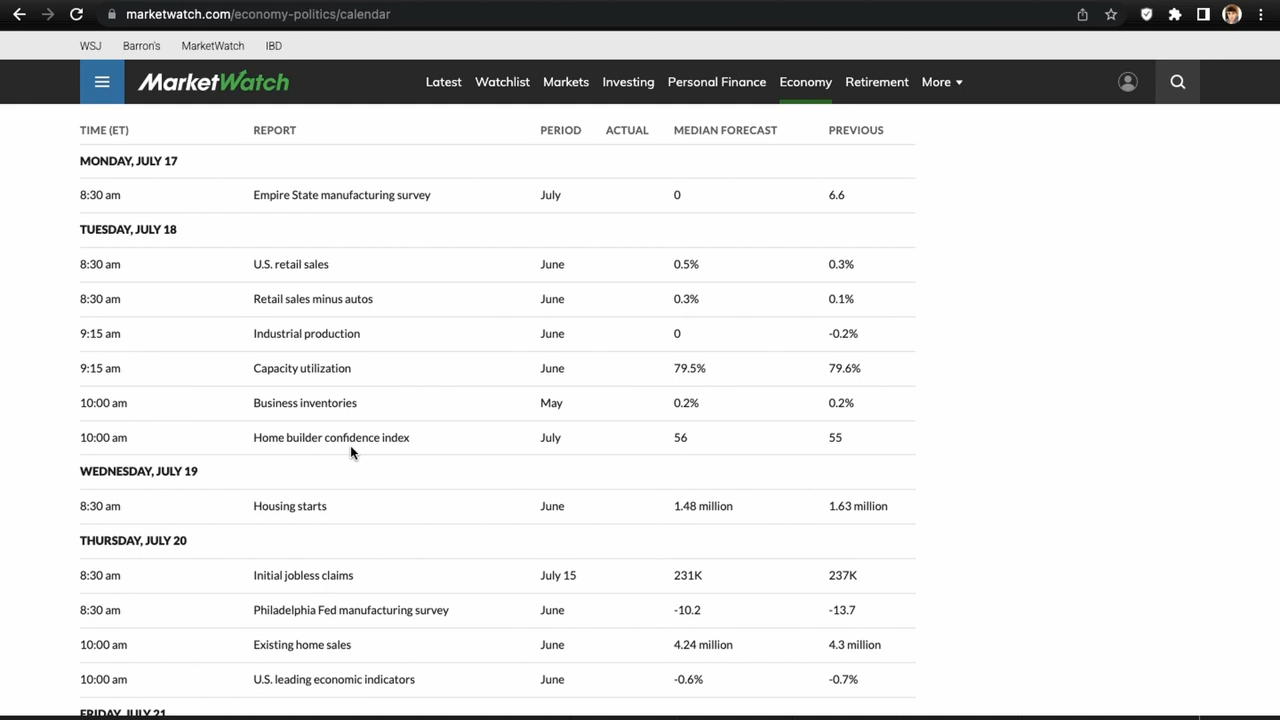 marketwatch.com/economy-politics/calendar
WSJ Barron's MarketWatch IBD
MarketWatch Latest Watchlist Markets Investing Personal Finance Economy Retirement More
TIME (ET) REPORT PERIOD ACTUAL MEDIAN FORECAST PREVIOUS
MONDAY, JULY 17
8:30 am Empire State manufacturing survey July 0 6.6
TUESDAY, JULY 18
8:30 am U.S. retail sales June 0.5% 0.3%
8:30 am Retail sales minus autos June 0.3% 0.1%
9:15 am Industrial production June 0 -0.2%
9:15 am Capacity utilization June 79.5% 79.6%
10:00 am Business inventories May 0.2% 0.2%
10:00 am Home builder confidence index July 56 55
WEDNESDAY, JULY 19
8:30 am Housing starts June 1.48 million 1.63 million
THURSDAY, JULY 20
8:30 am Initial jobless claims July 15 231K 237K
8:30 am Philadelphia Fed manufacturing survey June -10.2 -13.7
10:00 am Existing home sales June 4.24 million 4.3 million
10:00 am U.S. leading economic indicators June -0.6% -0.7%
FRIDAY, JULY 21